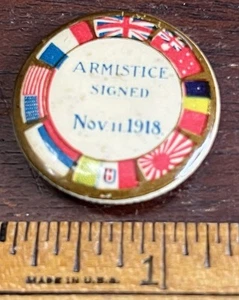 ARMISTICE
SIGNED
Nov.11.1918.
MADE IN U.S.A.
1